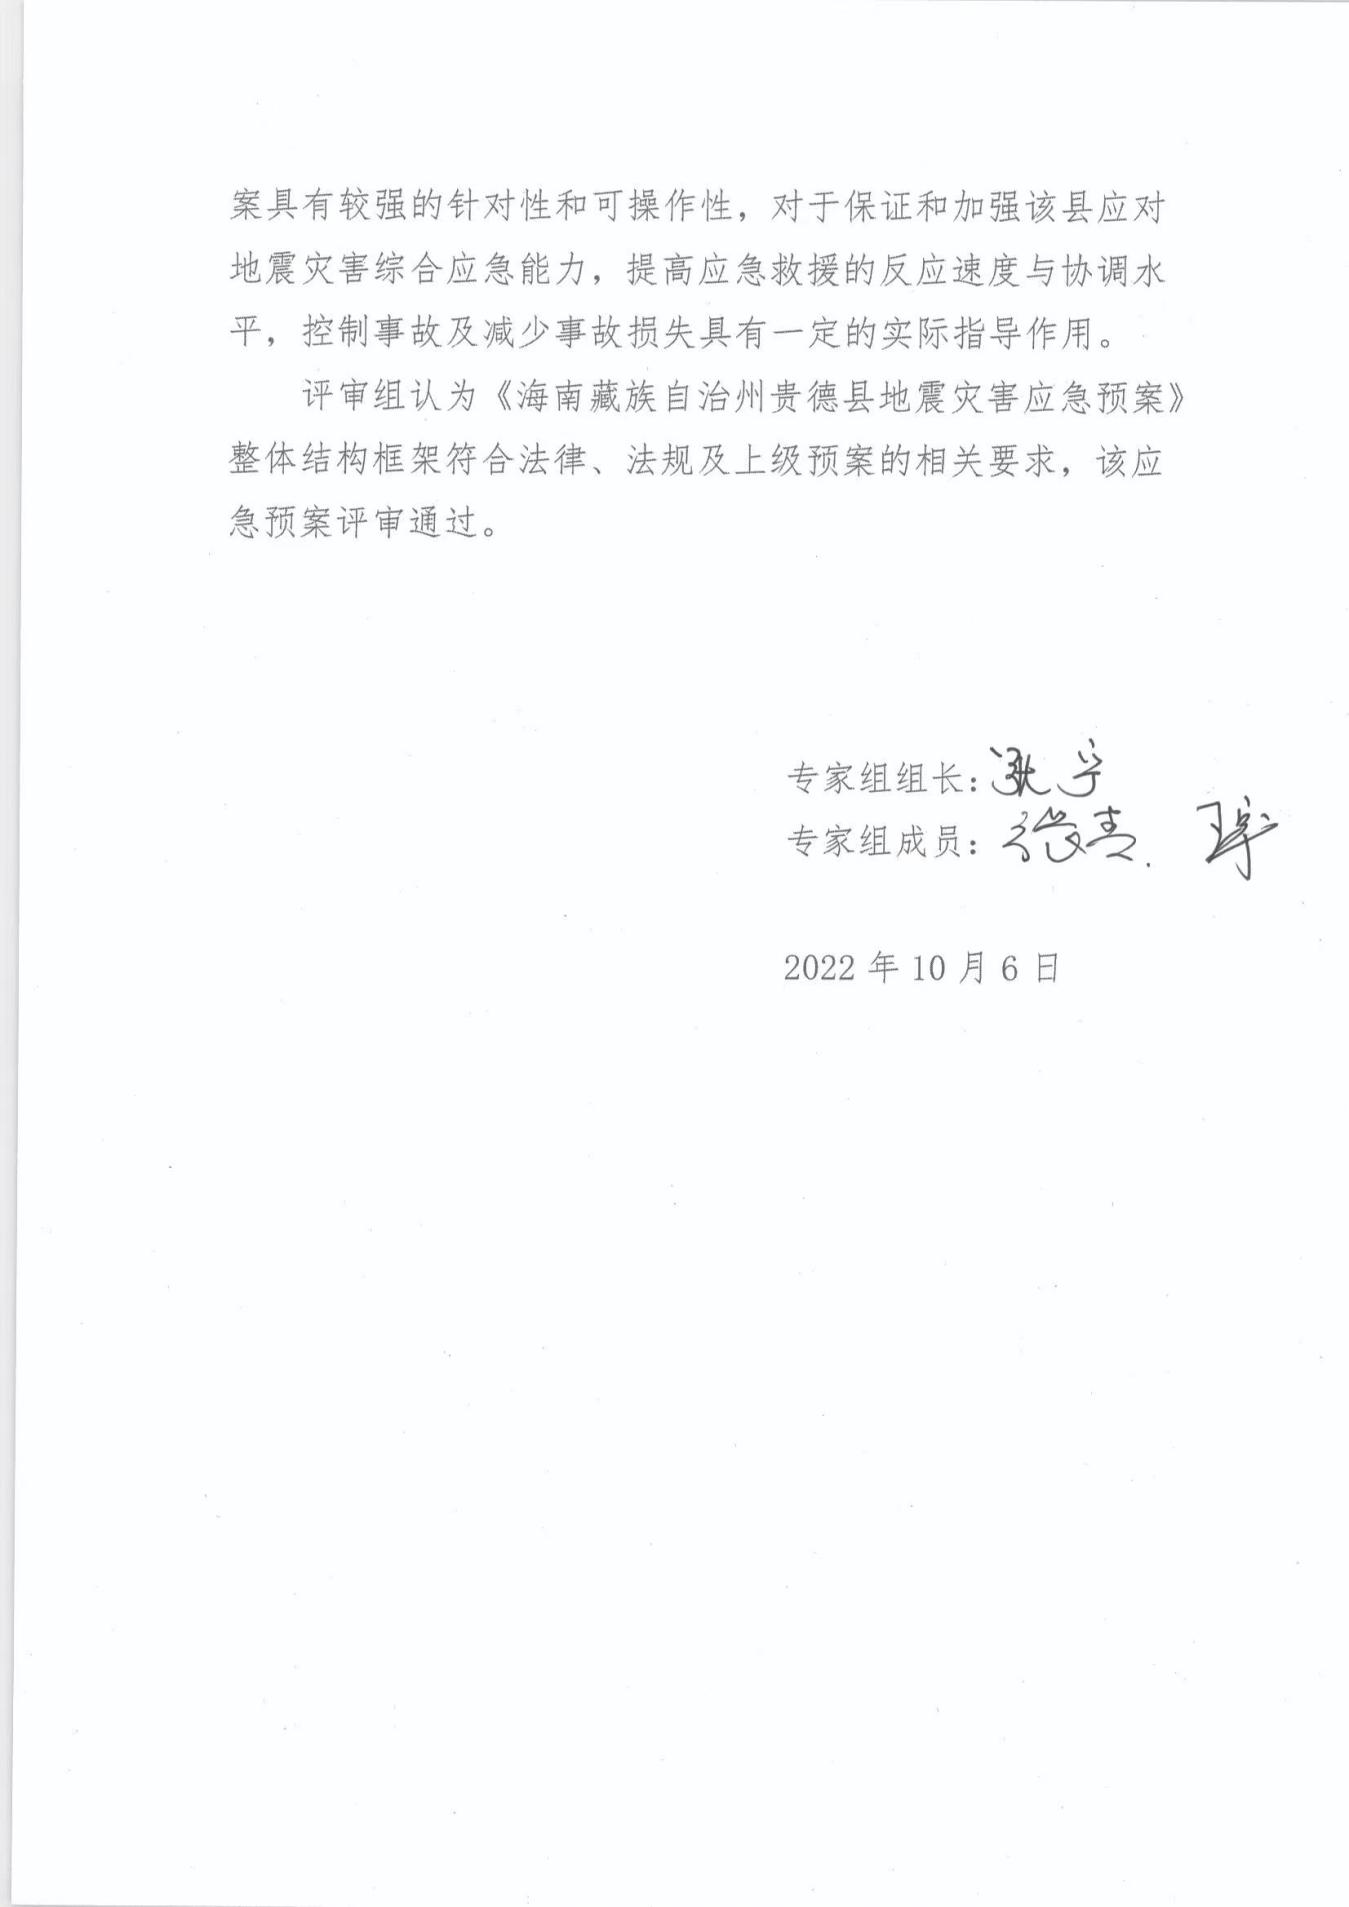 案具有较强的针对性和可操作性，对于保证和加强该县应对
地震灾害综合应急能力，提高应急救援的反应速度与协调水
平，控制事故及减少事故损失具有一定的实际指导作用。
评审组认为《海南藏族自治州贵德县地震灾害应急预案》
整体结构框架符合法律、法规及上级预案的相关要求，该应
急预案评审通过。
专家组组长：
专家组成员：
2022 年 10 月 6 日